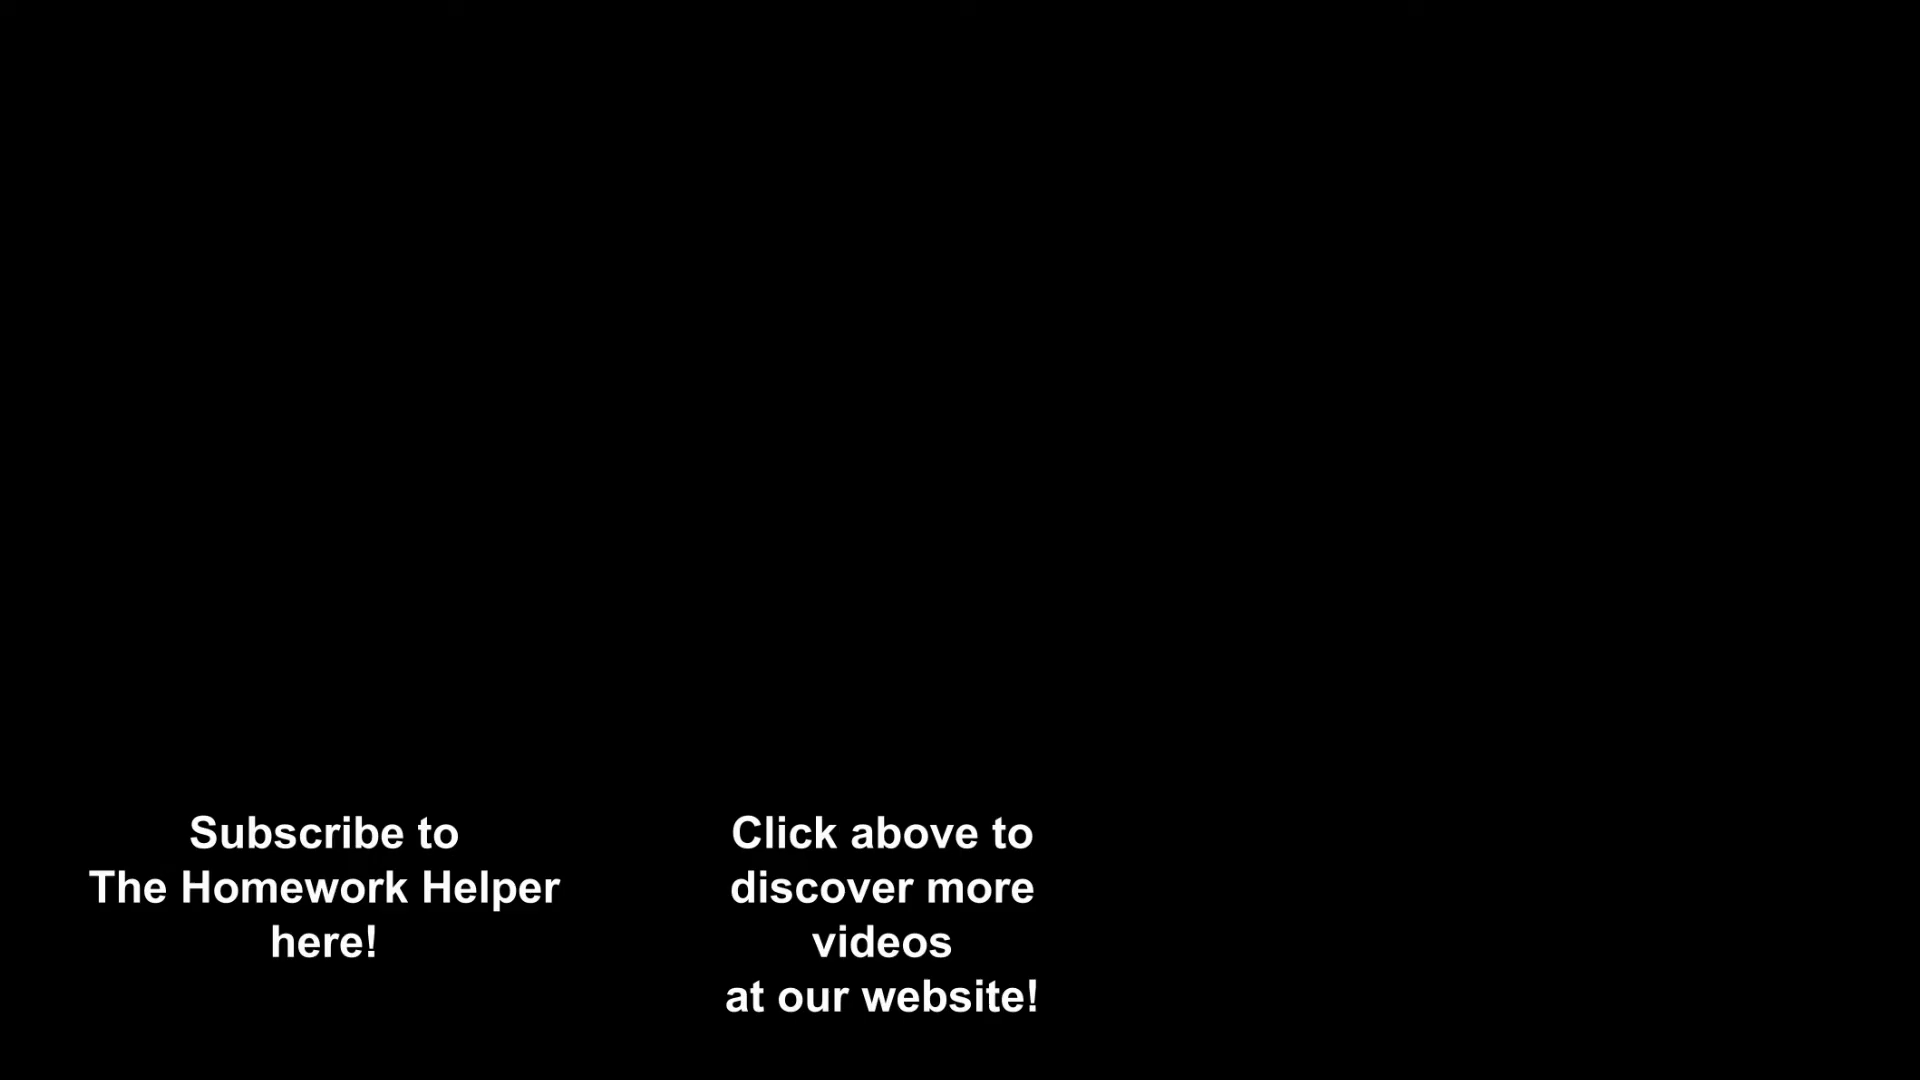 Subscribe to
The Homework Helper
here!
Click above to
discover more
videos
at our website!